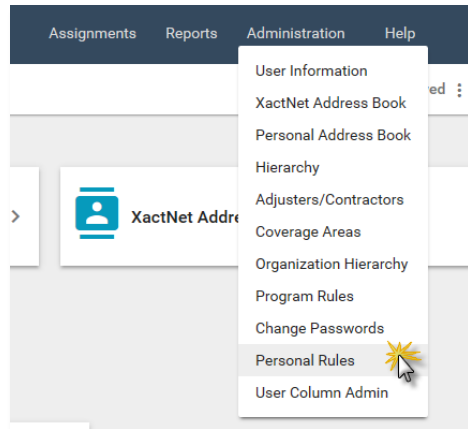 Assignments Reports Administration Help
User Information
XactNet Address Book
Personal Address Book
Hierarchy
Adjusters/Contractors
Coverage Areas
Organization Hierarchy
Program Rules
Change Passwords
Personal Rules
User Column Admin
ed
XactNet Addre